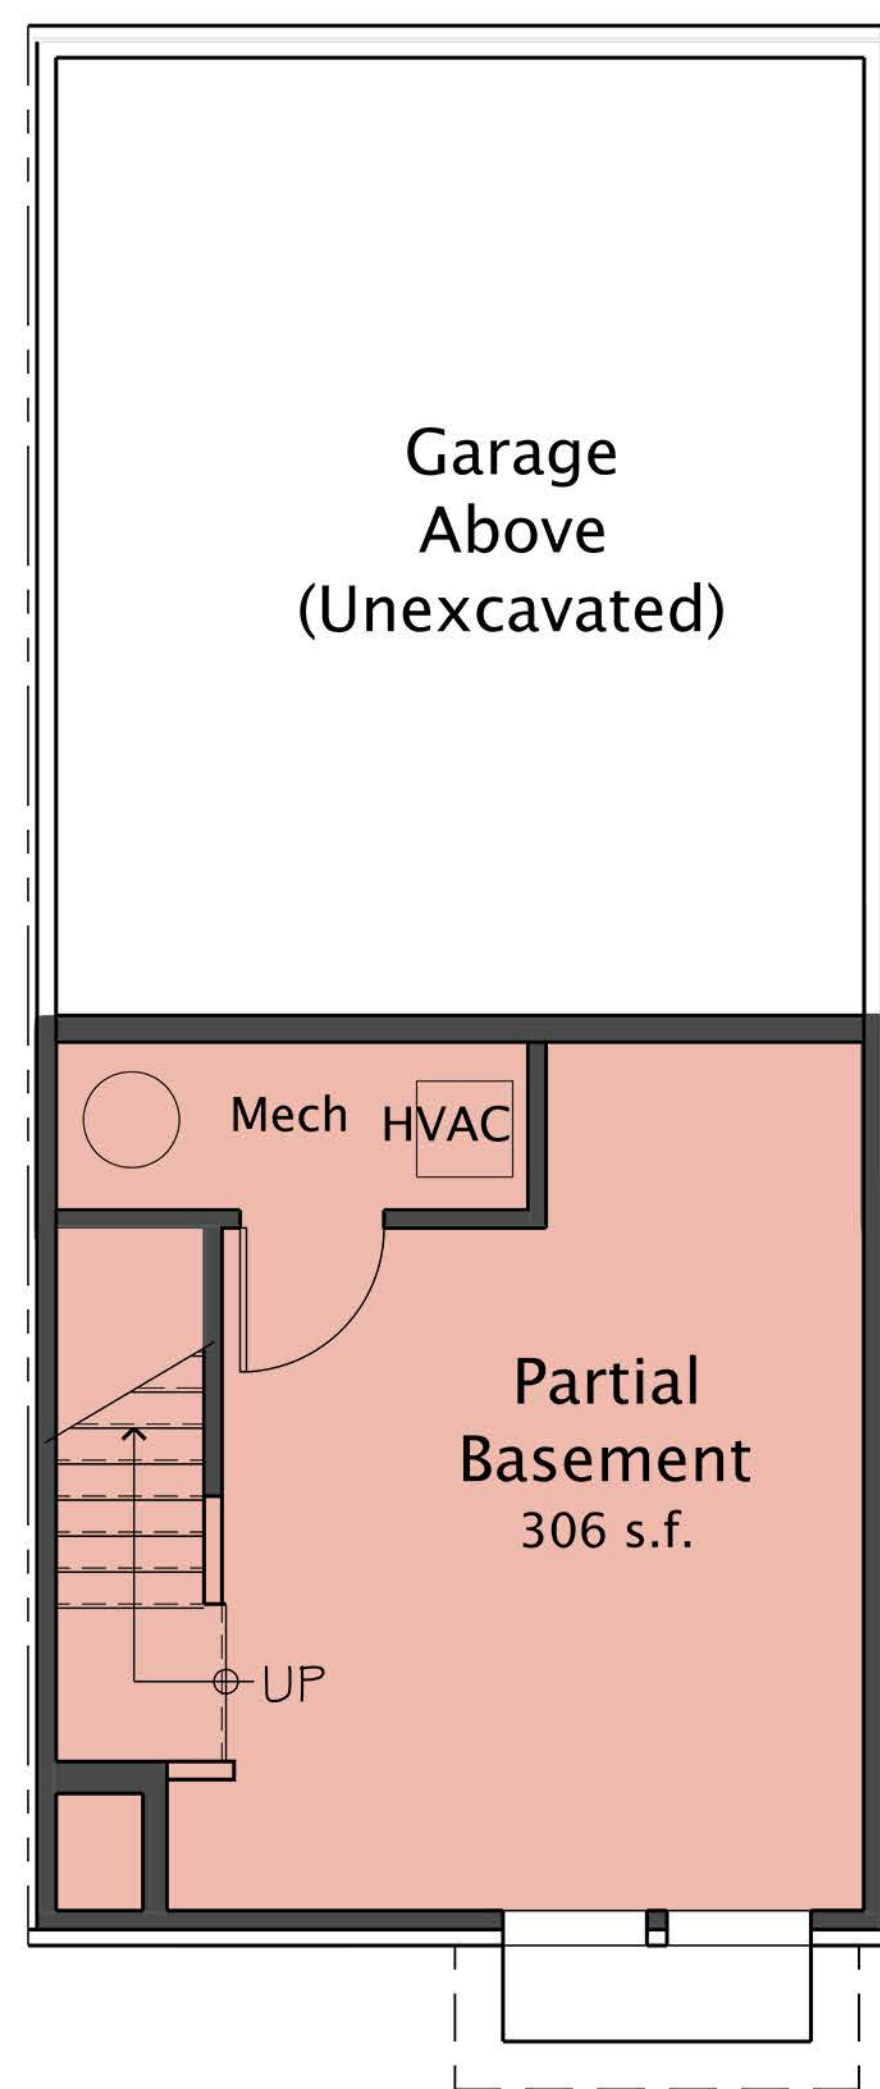 Garage
Above
(Unexcavated)
Mech HVAC
Partial
Basement
306 s.f.
UP